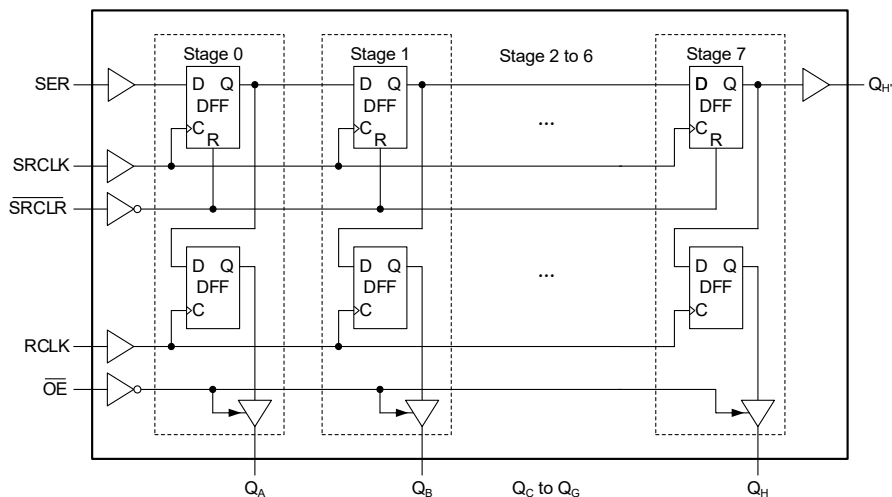 Stage 0
Stage 1
Stage 2 to 6
Stage 7
SER
D Q
DFF
C
R
D Q
DFF
C
R
...
D Q
DFF
C
R
QH'
SRCLK
SRCLR
D Q
DFF
C
D Q
DFF
C
...
D Q
DFF
C
RCLK
OE
QA
QB
QC to QG
QH